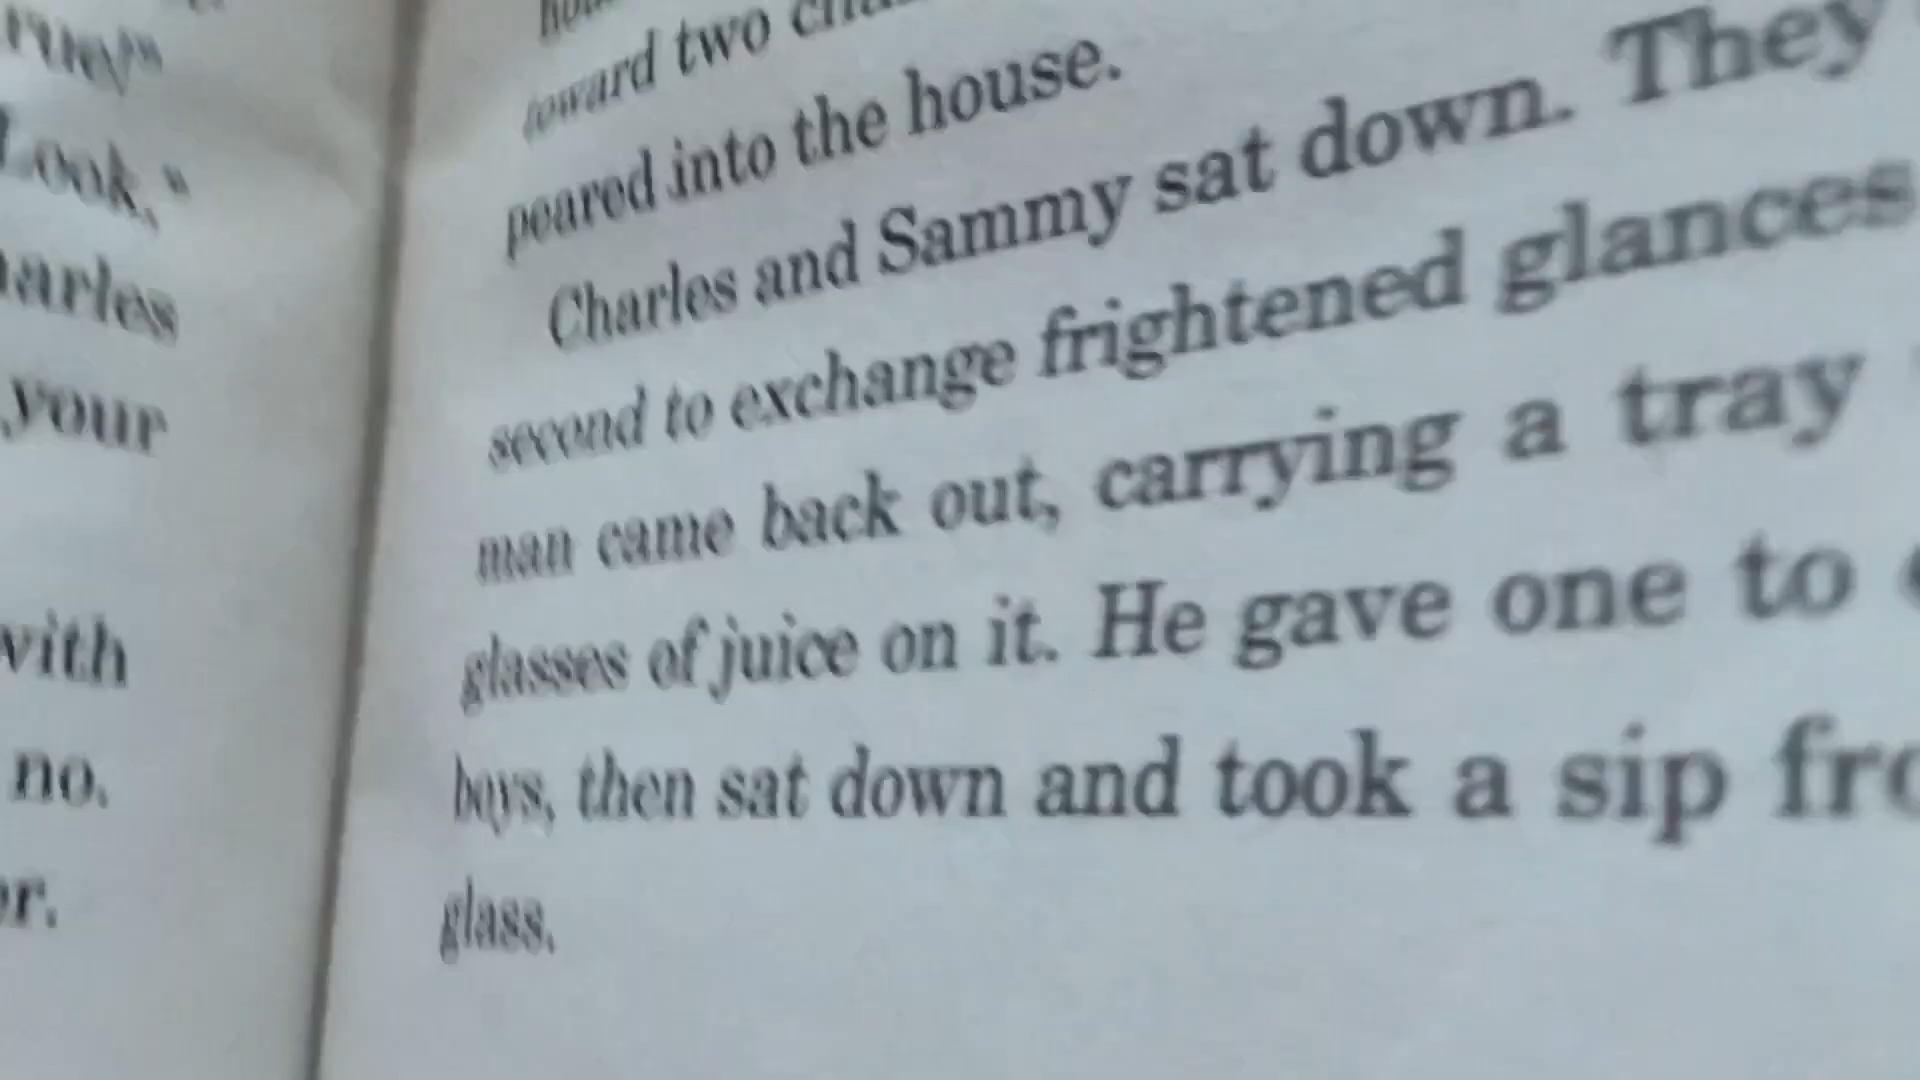 Look,"
your
with
no.
toward two
peared into the house.
Charles and Sammy sat down. They
second to exchange frightened glances
man came back out, carrying a tray
glasses of juice on it. He gave one to
boys, then sat down and took a sip
glass.